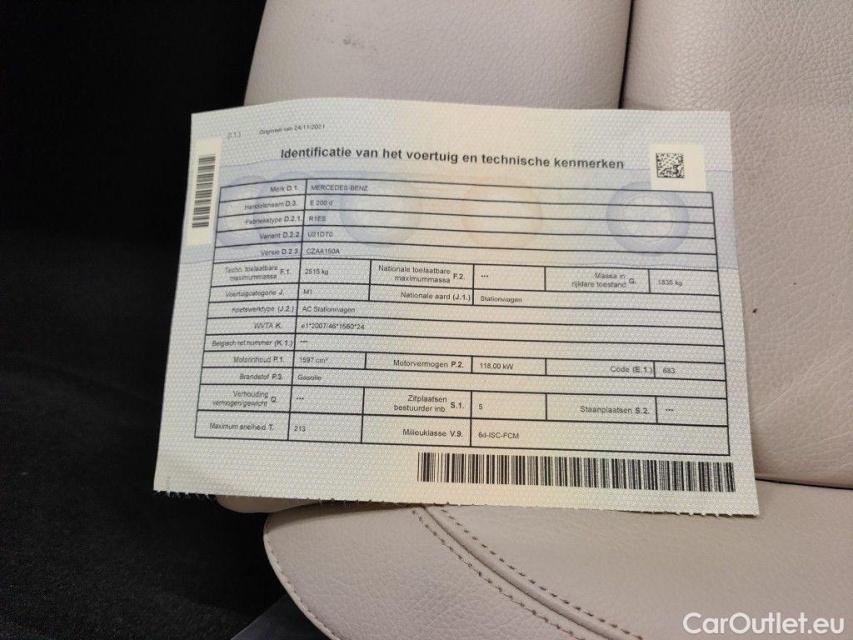 (I.1.) Origineel van 24/11/2021
Identificatie van het voertuig en technische kenmerken
Merk D.1. MERCEDES-BENZ
Handelsnaam D.3. E 200 d
Fabriekstype D.2.1. R1ES
Variant D.2.2. U21DT0
Versie D.2.3. CZAA150A
Techn. toelaatbare maximummassa F.1. 2515 kg Nationale toelaatbare maximummassa F.2. --- Massa in rijklare toestand G. 1835 kg
Voertuigcategorie J. M1 Nationale aard (J.1.) Stationwagen
Koetswerktype (J.2.) AC Stationwagen
WVTA K. e1*2007/46*1560*24
Belgisch ref.nummer (K.1.) ---
Motorinhoud P.1. 1597 cm³ Motorvermogen P.2. 118.00 kW Code (E.1.) 683
Brandstof P.3. Gasolie
Verhouding vermogen/gewicht Q. --- Zitplaatsen bestuurder inb. S.1. 5 Staanplaatsen S.2. ---
Maximum snelheid T. 213 Milieuklasse V.9. 6d-ISC-FCM
CarOutlet.eu